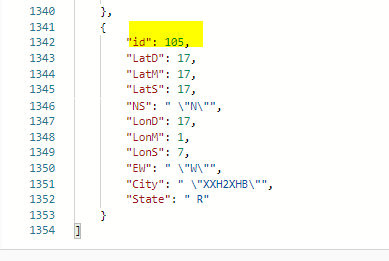 1340 },
1341 {
1342 "id": 105,
1343 "LatD": 17,
1344 "LatM": 17,
1345 "LatS": 17,
1346 "NS": " \"N\"",
1347 "LonD": 17,
1348 "LonM": 1,
1349 "LonS": 7,
1350 "EW": " \"W\"",
1351 "City": " \"XXH2XHB\"",
1352 "State": " R"
1353 }
1354 ]